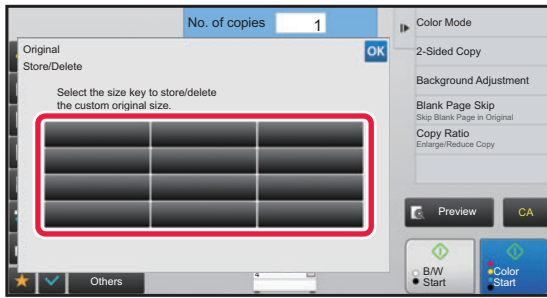 No. of copies 1
Color Mode
Original
OK
2-Sided Copy
Store/Delete
Background Adjustment
Select the size key to store/delete
the custom original size.
Blank Page Skip
Skip Blank Page in Original
Copy Ratio
Enlarge/Reduce Copy
Preview
CA
B/W
Start
Color
Start
Others